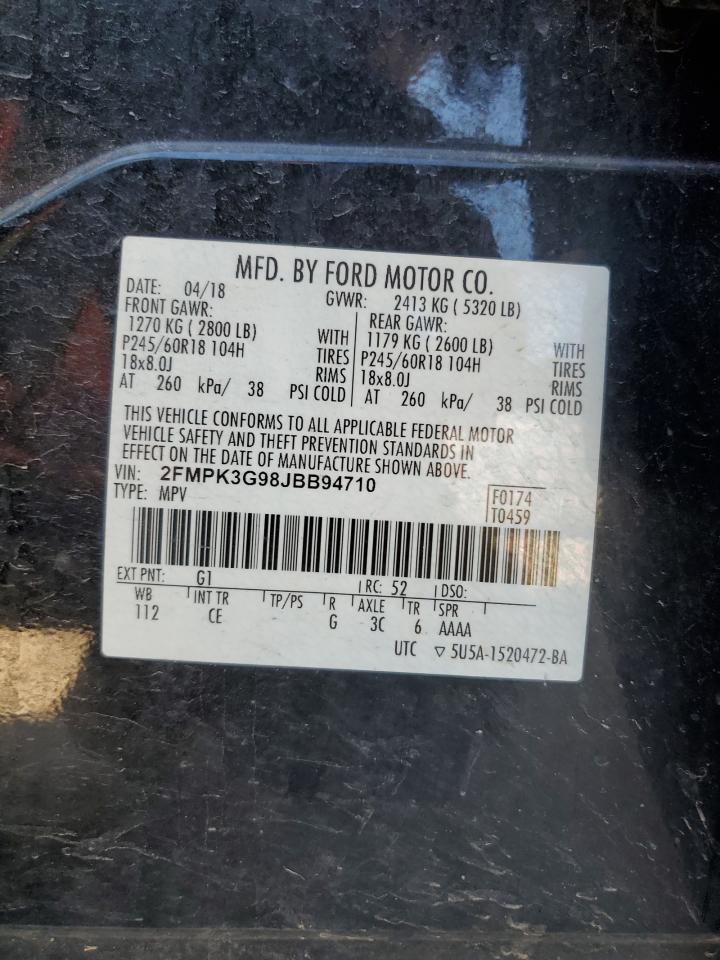 MFD. BY FORD MOTOR CO.
DATE: 04/18 GVWR: 2413 KG ( 5320 LB)
FRONT GAWR: REAR GAWR:
1270 KG ( 2800 LB) WITH 1179 KG ( 2600 LB) WITH
P245/60R18 104H TIRES P245/60R18 104H TIRES
18x8.0J RIMS 18x8.0J RIMS
AT 260 kPa/ 38 PSI COLD AT 260 kPa/ 38 PSI COLD
THIS VEHICLE CONFORMS TO ALL APPLICABLE FEDERAL MOTOR
VEHICLE SAFETY AND THEFT PREVENTION STANDARDS IN
EFFECT ON THE DATE OF MANUFACTURE SHOWN ABOVE.
VIN: 2FMPK3G98JBB94710
TYPE: MPV F0174
T0459
EXT PNT: G1 RC: 52 DSO:
WB INT TR TP/PS R AXLE TR SPR
112 CE G 3C 6 AAAA
UTC ▽ 5U5A-1520472-BA